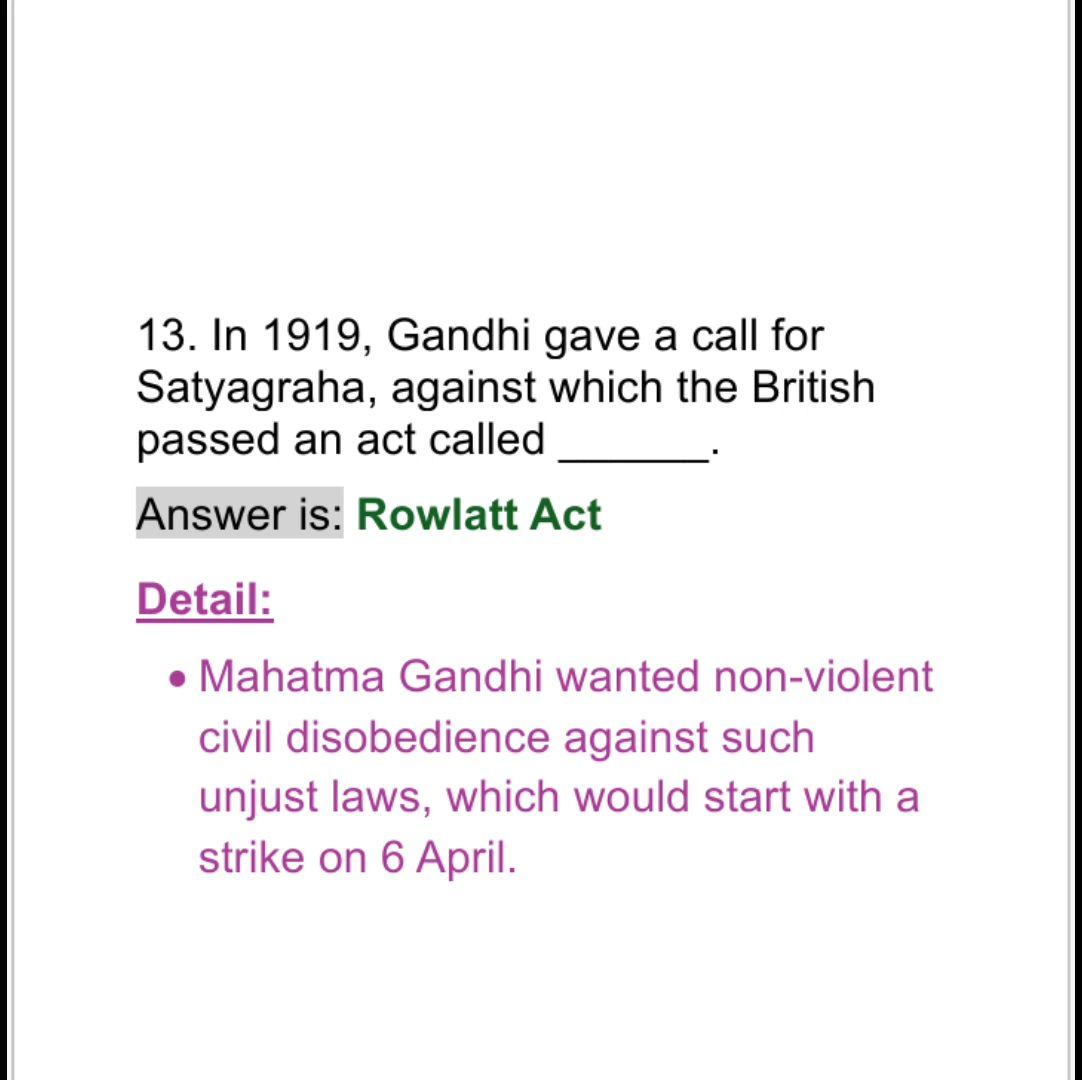 13. In 1919, Gandhi gave a call for
Satyagraha, against which the British
passed an act called ______.
Answer is: Rowlatt Act
Detail:
• Mahatma Gandhi wanted non-violent
civil disobedience against such
unjust laws, which would start with a
strike on 6 April.